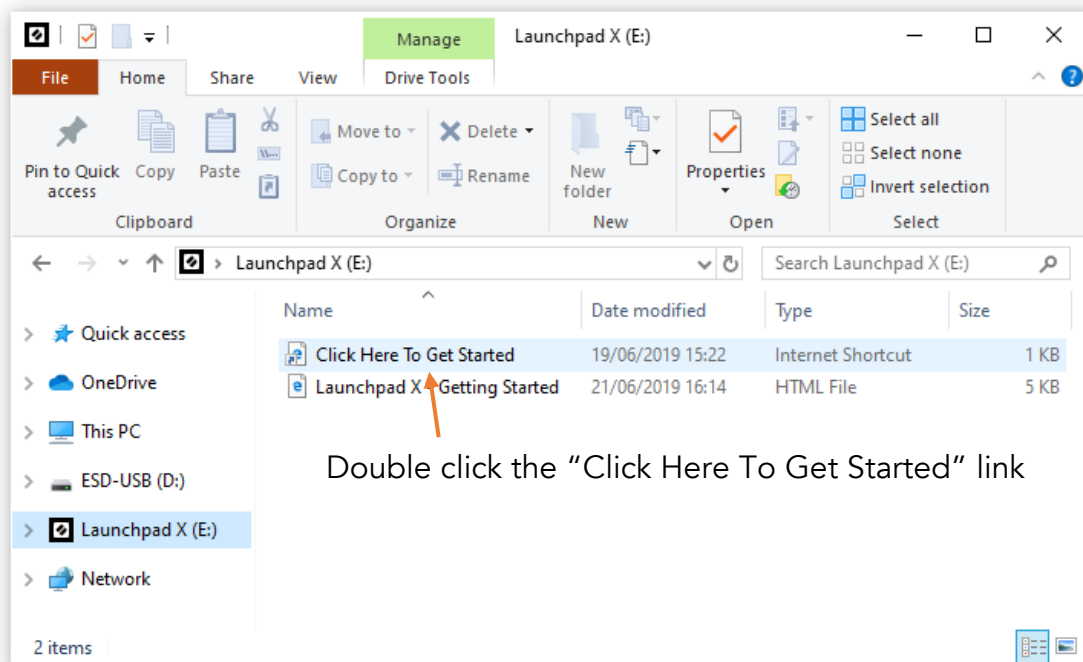 Manage Launchpad X (E:)
File Home Share View Drive Tools
Move to Delete Select all
Select none
Pin to Quick access Copy Paste Copy to Rename New folder Properties Invert selection
Clipboard Organize New Open Select
Launchpad X (E:) Search Launchpad X (E:)
Name Date modified Type Size
Quick access
Click Here To Get Started 19/06/2019 15:22 Internet Shortcut 1 KB
OneDrive Launchpad X - Getting Started 21/06/2019 16:14 HTML File 5 KB
This PC
Double click the “Click Here To Get Started” link
ESD-USB (D:)
Launchpad X (E:)
Network
2 items